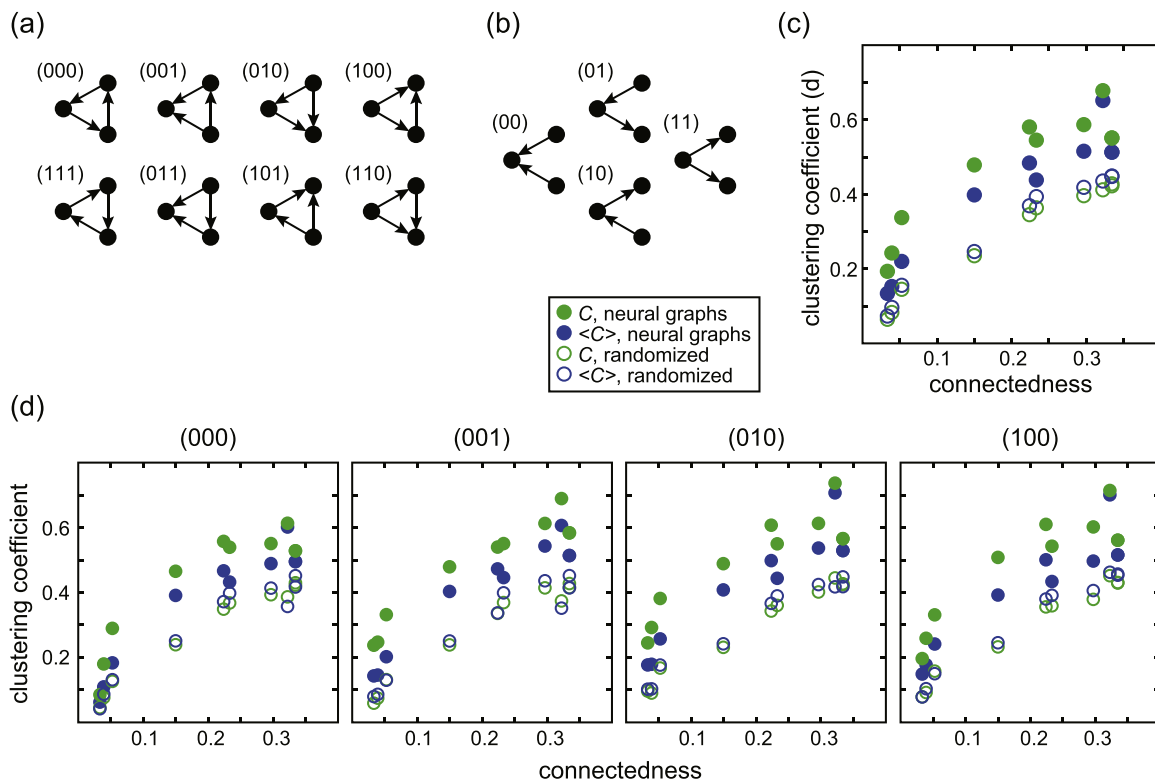 (a)
(000) (001) (010) (100)
(111) (011) (101) (110)
(b)
(01)
(00) (11)
(10)
C, neural graphs
<C>, neural graphs
C, randomized
<C>, randomized
(c)
clustering coefficient (d)
0.6
0.4
0.2
0.1 0.2 0.3
connectedness
(d)
(000) (001) (010) (100)
clustering coefficient
0.6
0.4
0.2
0.1 0.2 0.3 0.1 0.2 0.3 0.1 0.2 0.3 0.1 0.2 0.3
connectedness